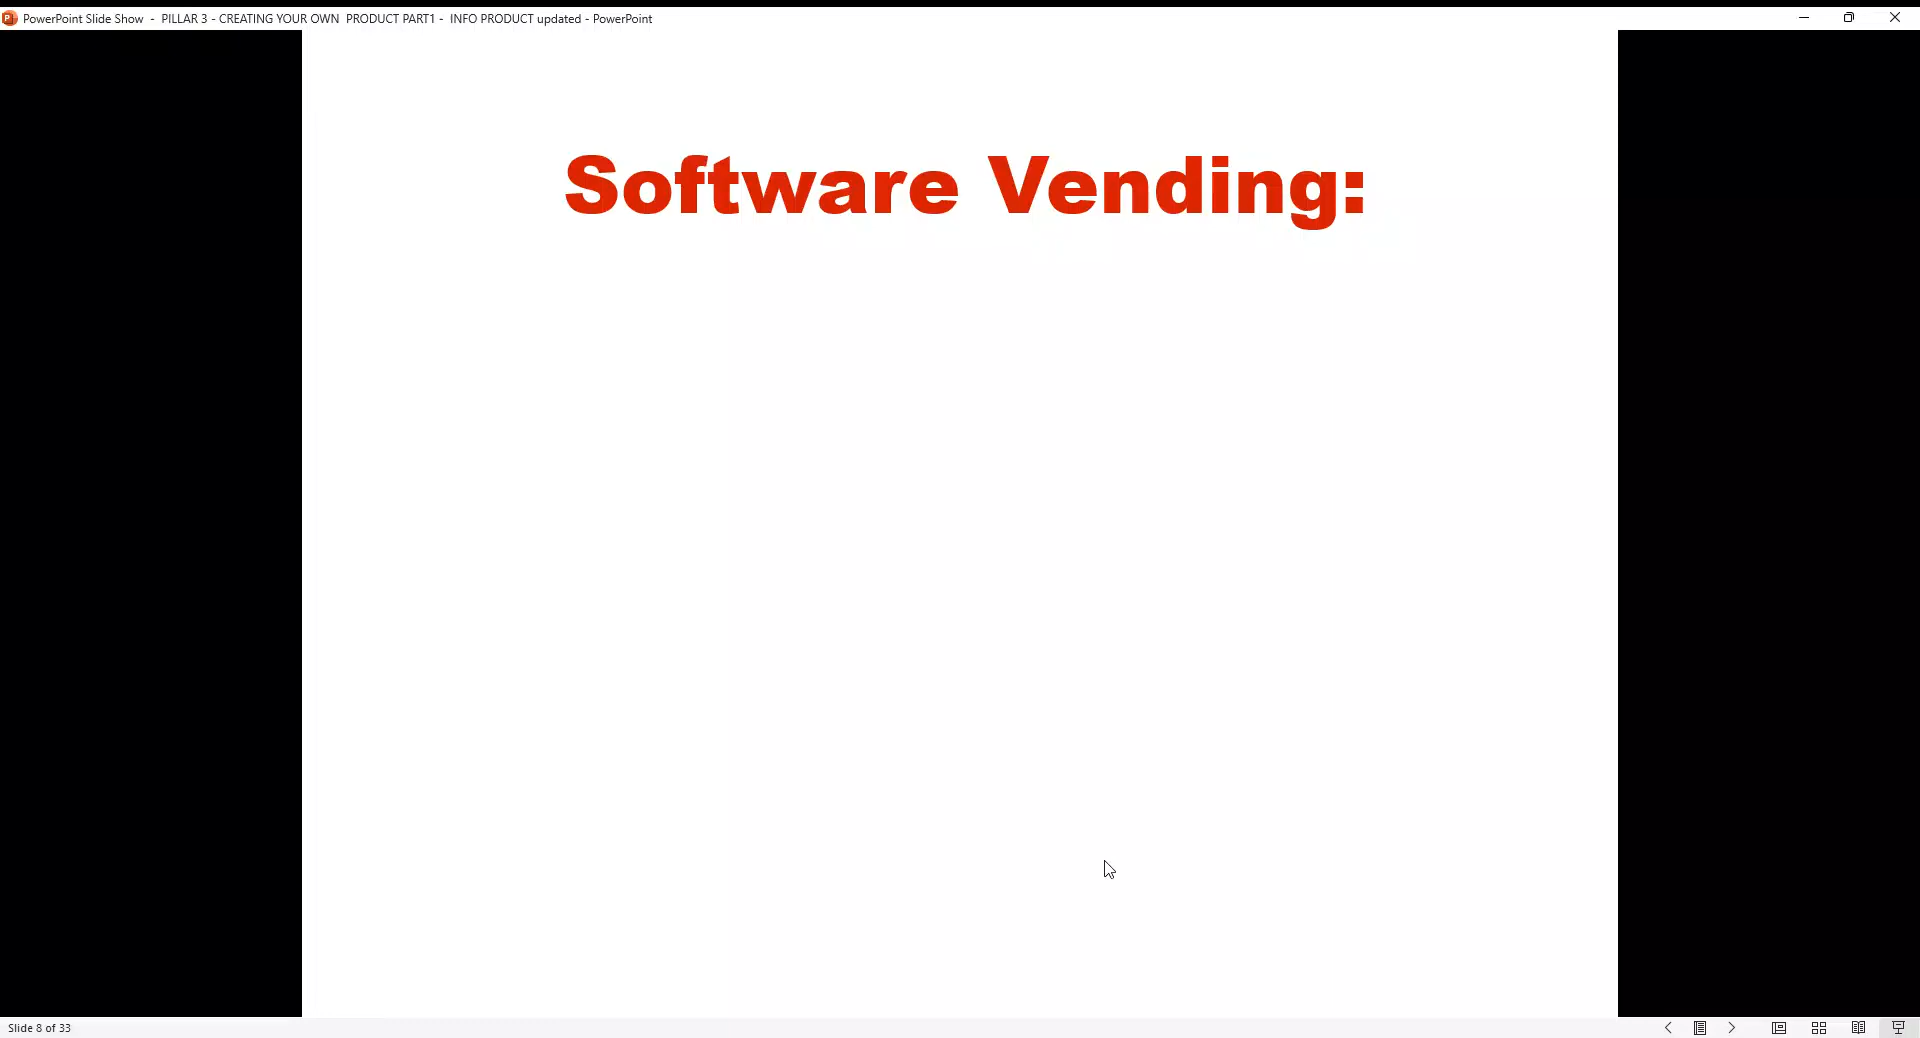 PowerPoint Slide Show - PILLAR 3 - CREATING YOUR OWN PRODUCT PART1 - INFO PRODUCT updated - PowerPoint
Software Vending:
Slide 8 of 33